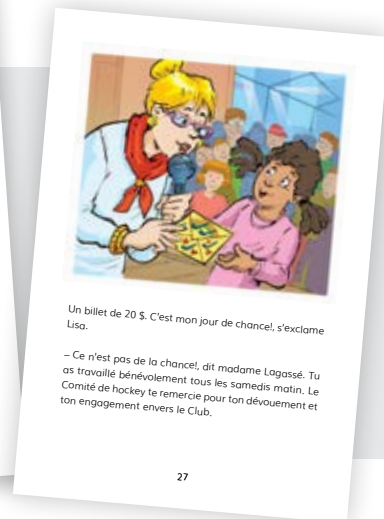 Un billet de 20 $. C'est mon jour de chance!, s'exclame
Lisa.
– Ce n'est pas de la chance!, dit madame Lagassé. Tu
as travaillé bénévolement tous les samedis matin. Le
Comité de hockey te remercie pour ton dévouement et
ton engagement envers le Club.
27